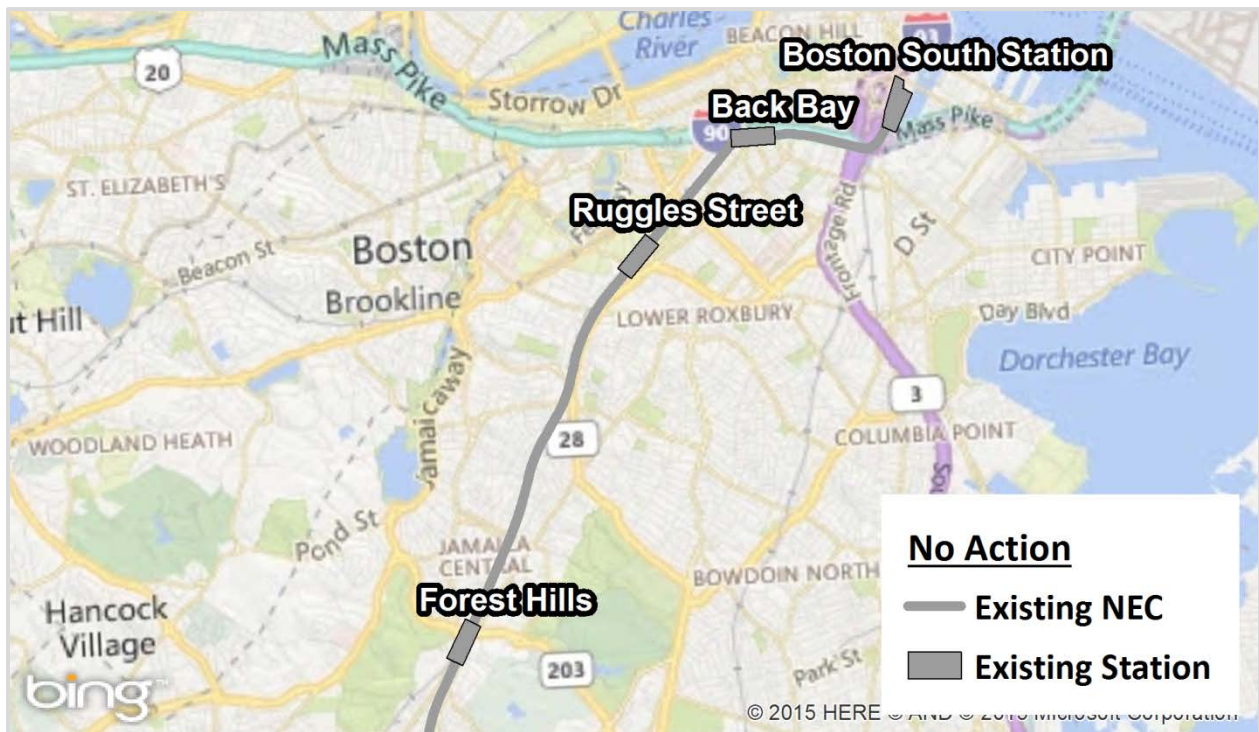 Charles
River
BEACON HILL
93
20
Mass Pike
Boston South Station
Storrow Dr
Back Bay
90
Mass Pike
ST. ELIZABETH'S
Ruggles Street
Frontage Rd
D St
CITY POINT
Boston
Beacon St
Brookline
LOWER ROXBURY
Day Blvd
Dorchester Bay
Jamaicaway
3
28
COLUMBIA POINT
WOODLAND HEATH
Pond St
JAMAICA
CENTRAL
BOWDOIN NORTH
No Action
Forest Hills
Existing NEC
Hancock
Village
203
Park St
Existing Station
bing
© 2015 HERE